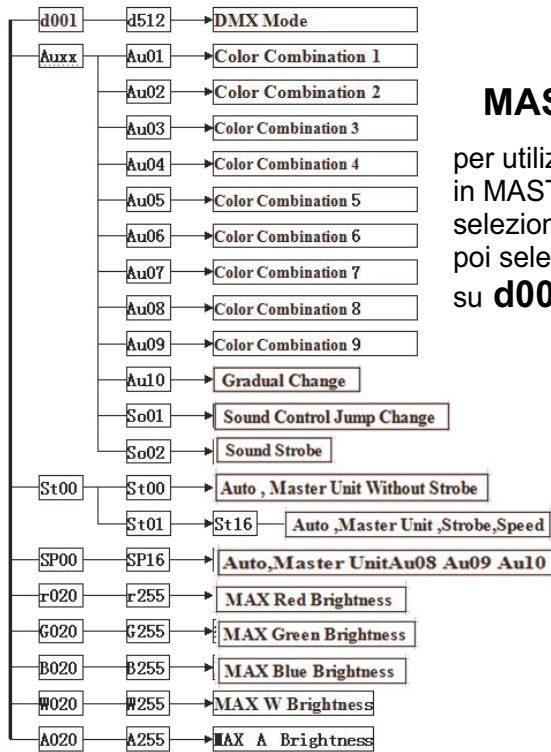 d001 d512 DMX Mode
Auxx Au01 Color Combination 1
Au02 Color Combination 2
Au03 Color Combination 3
Au04 Color Combination 4
Au05 Color Combination 5
Au06 Color Combination 6
Au07 Color Combination 7
Au08 Color Combination 8
Au09 Color Combination 9
Au10 Gradual Change
So01 Sound Control Jump Change
So02 Sound Strobe
St00 St00 Auto , Master Unit Without Strobe
St01 St16 Auto ,Master Unit ,Strobe,Speed
SP00 SP16 Auto,Master UnitAu08 Au09 Au10
r020 r255 MAX Red Brightness
G020 G255 MAX Green Brightness
B020 B255 MAX Blue Brightness
W020 W255 MAX W Brightness
A020 A255 MAX A Brightness
MAS
per utiliz
in MAST
selezion
poi sele
su d00